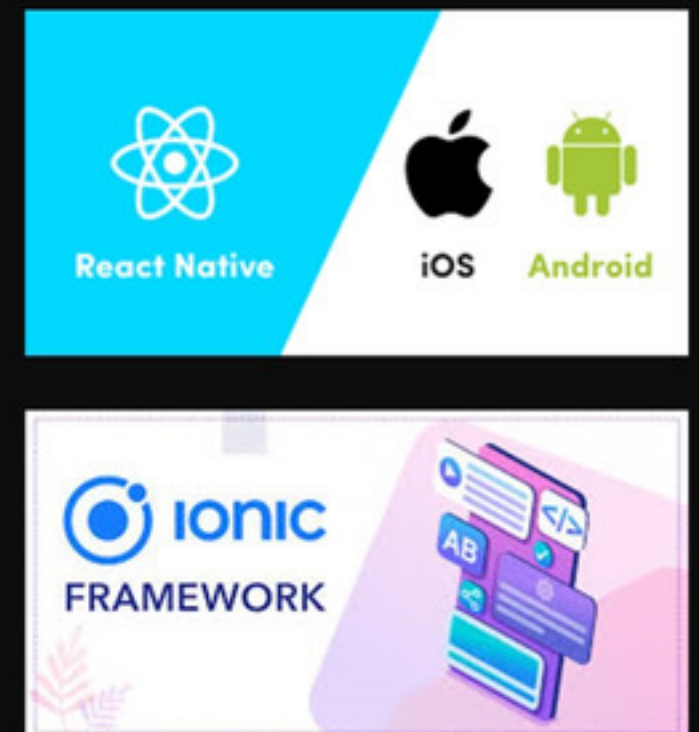 React Native
iOS
Android
IONIC
FRAMEWORK
</>
AB